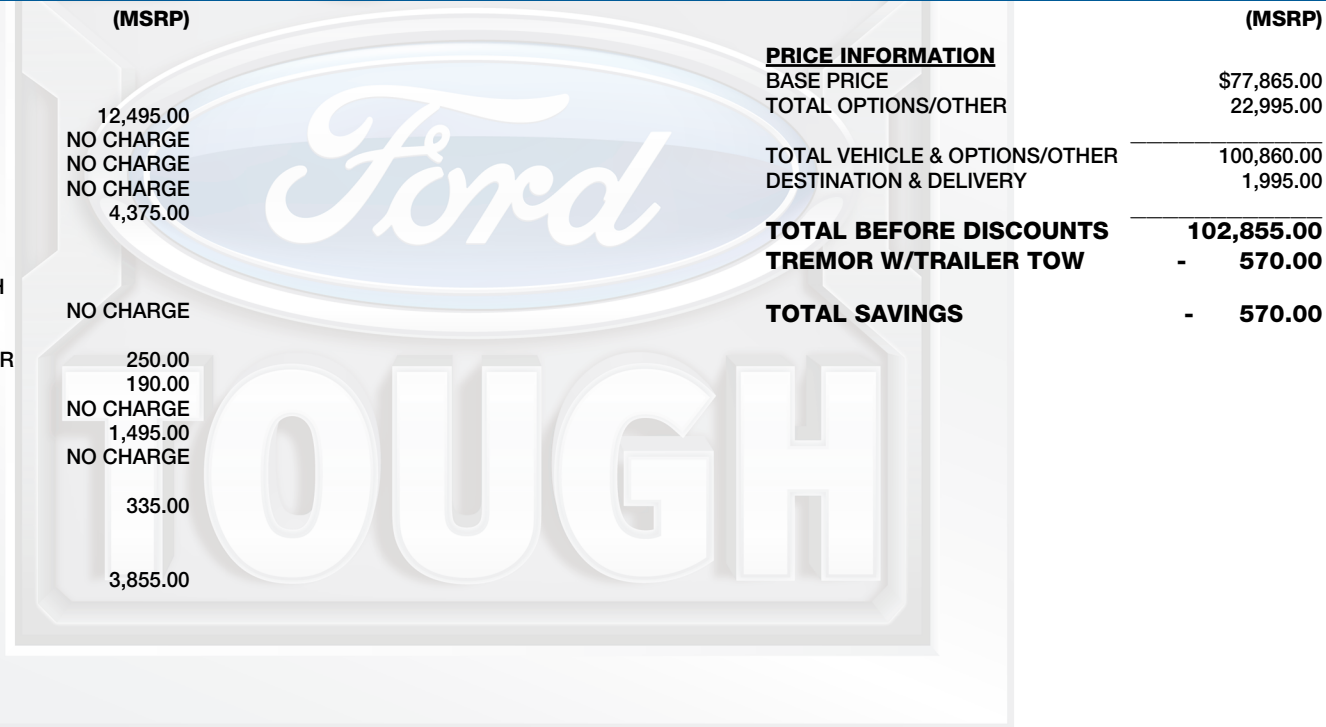 (MSRP)
12,495.00
NO CHARGE
NO CHARGE
NO CHARGE
4,375.00
H
NO CHARGE
R 250.00
190.00
NO CHARGE
1,495.00
NO CHARGE
335.00
3,855.00
Ford
TOUGH
(MSRP)
PRICE INFORMATION
BASE PRICE $77,865.00
TOTAL OPTIONS/OTHER 22,995.00
TOTAL VEHICLE & OPTIONS/OTHER 100,860.00
DESTINATION & DELIVERY 1,995.00
TOTAL BEFORE DISCOUNTS 102,855.00
TREMOR W/TRAILER TOW - 570.00
TOTAL SAVINGS - 570.00